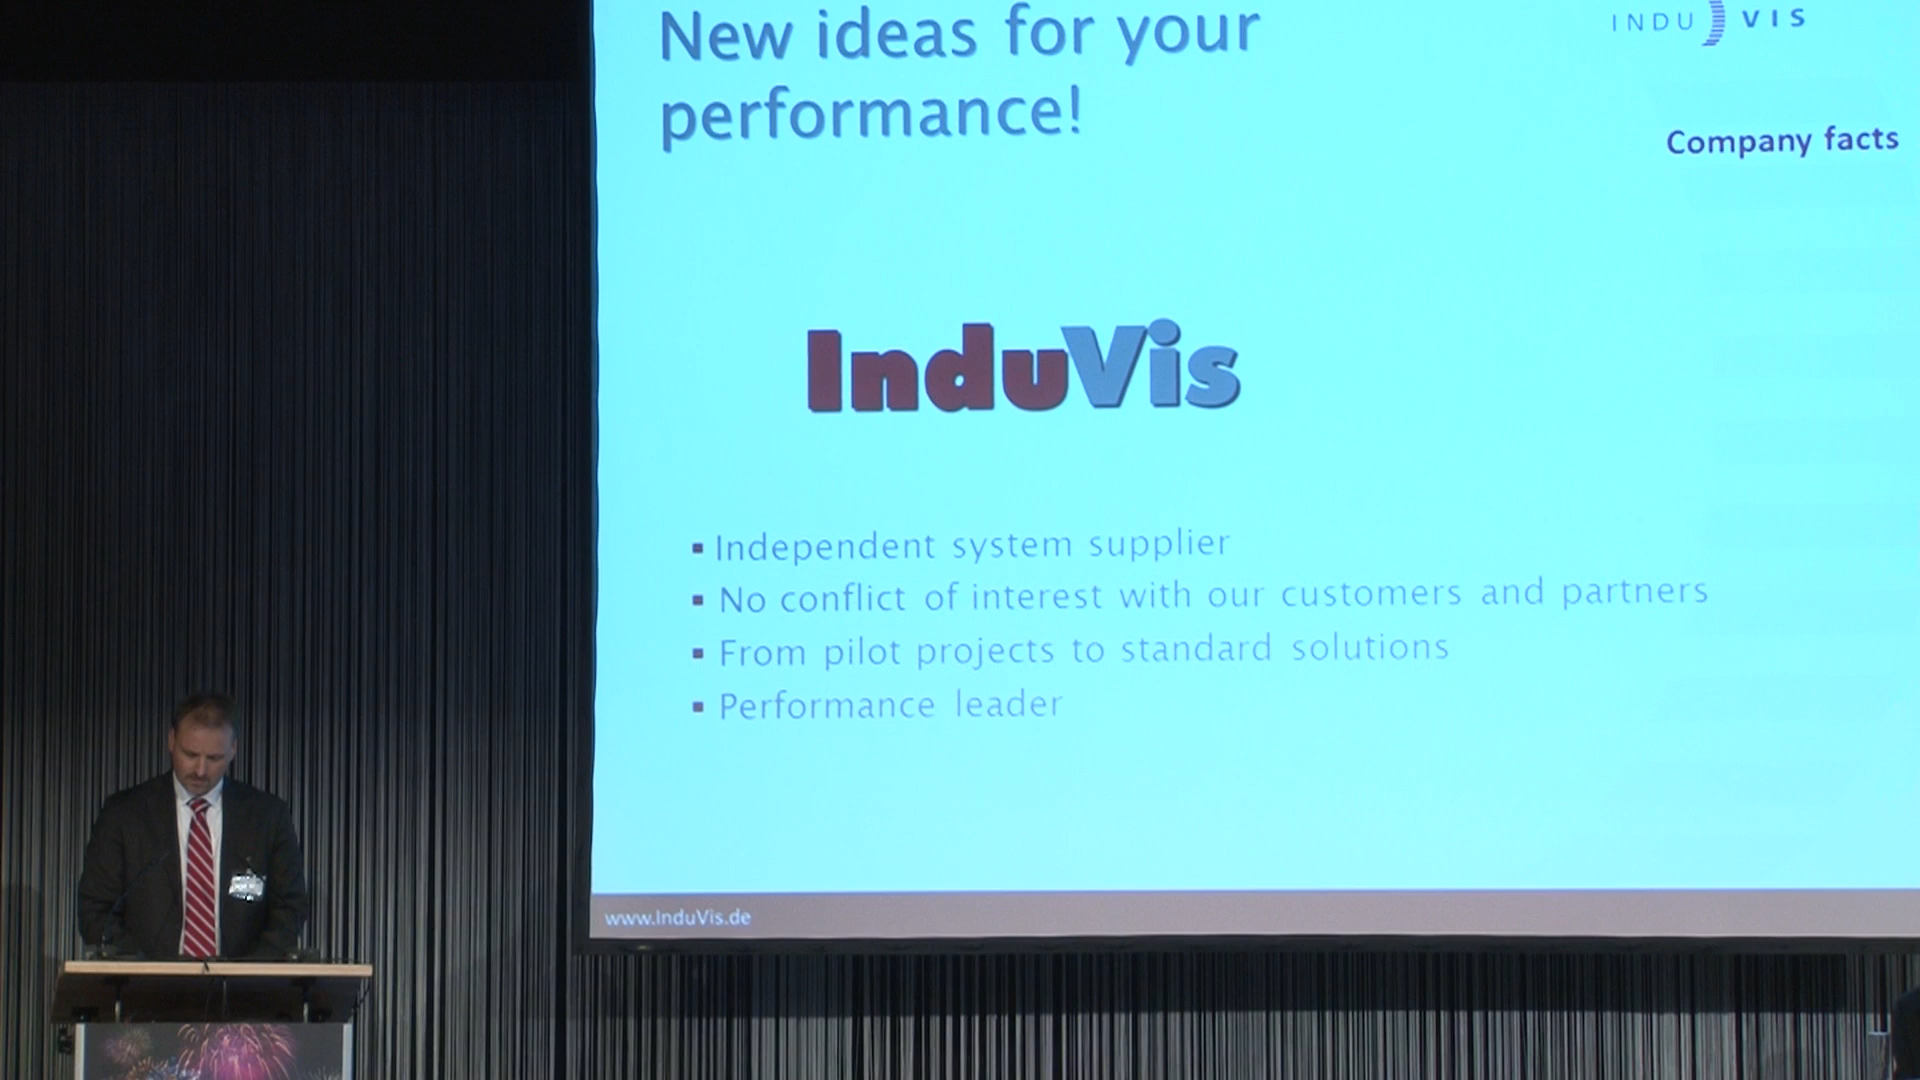 New ideas for your
performance!
INDU VIS
Company facts
InduVis
▪ Independent system supplier
▪ No conflict of interest with our customers and partners
▪ From pilot projects to standard solutions
▪ Performance leader
www.InduVis.de